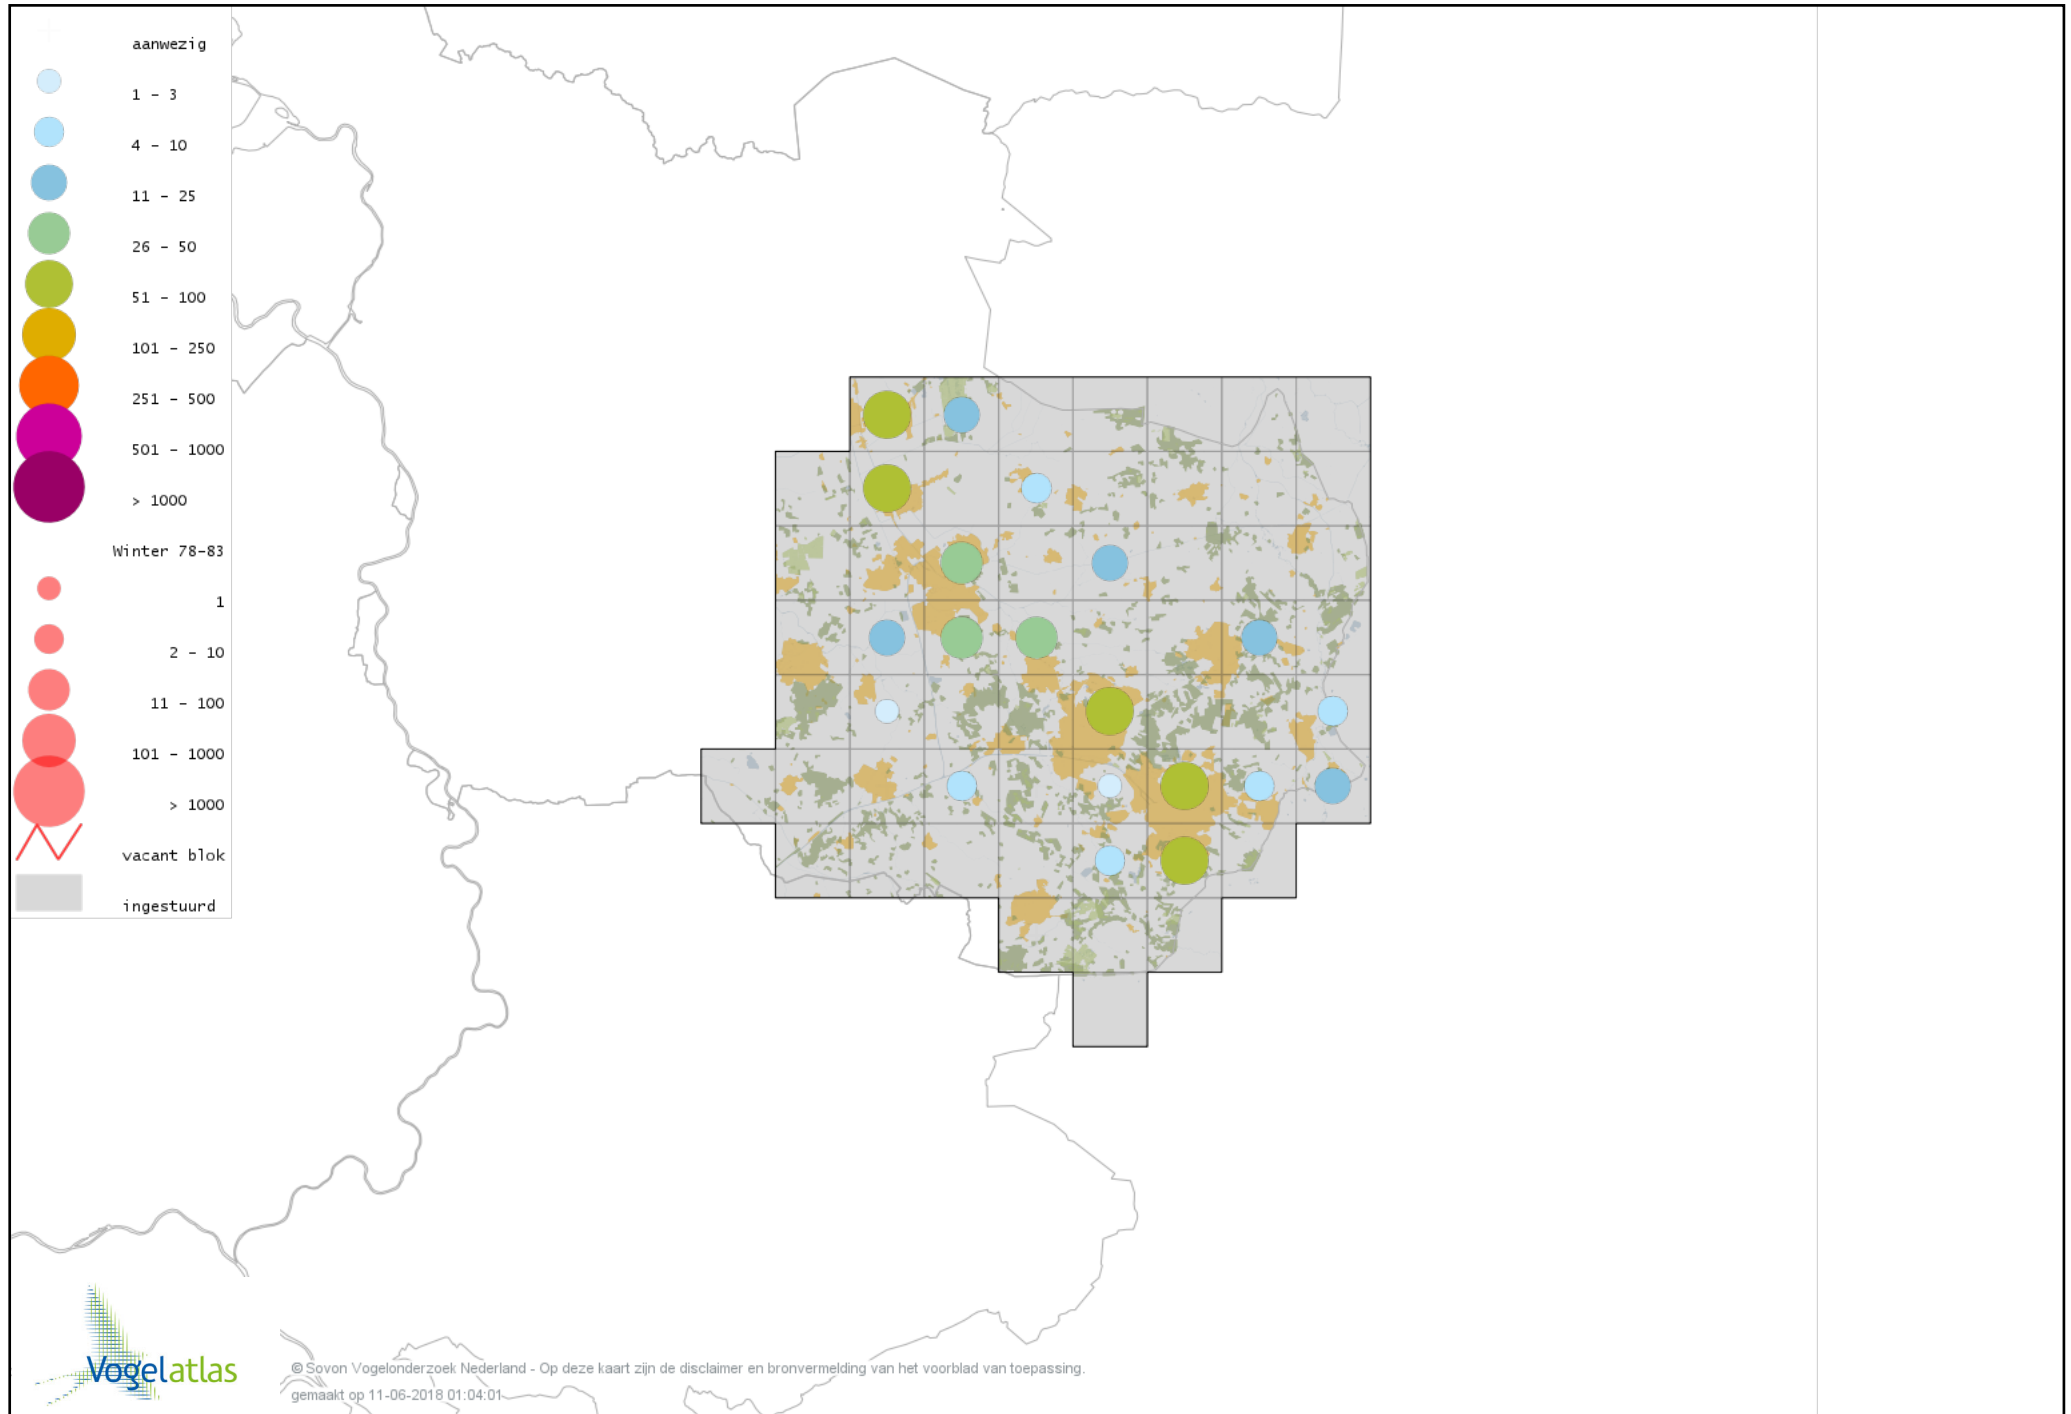 aanwezig
1 - 3
4 - 10
11 - 25
26 - 50
51 - 100
101 - 250
251 - 500
501 - 1000
> 1000
Winter 78-83
1
2 - 10
11 - 100
101 - 1000
> 1000
vacant blok
ingestuurd
Vogelatlas
© Sovon Vogelonderzoek Nederland - Op deze kaart zijn de disclaimer en bronvermelding van het voorblad van toepassing.
gemaakt op 11-06-2018 01:04:01